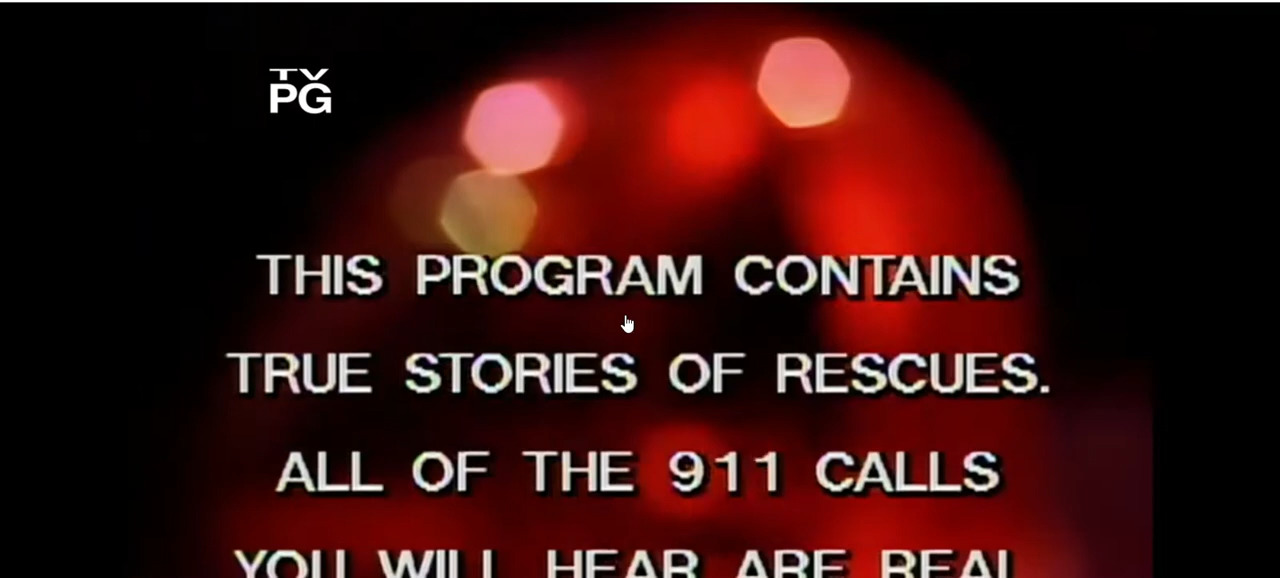 TV
PG
THIS PROGRAM CONTAINS
TRUE STORIES OF RESCUES.
ALL OF THE 911 CALLS
YOU WILL HEAR ARE REAL